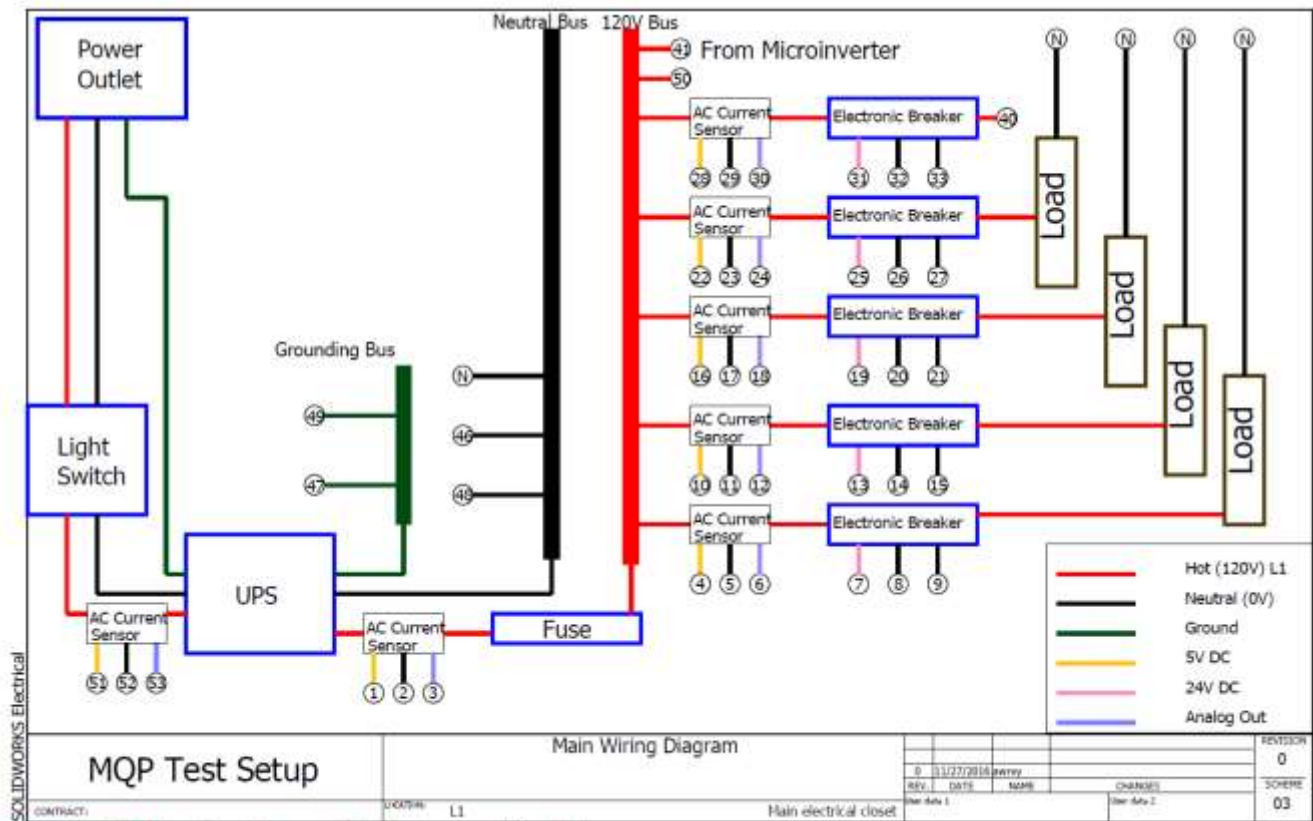 Power
Outlet
Neutral Bus
120V Bus
41
From Microinverter
50
N
N
N
N
AC Current
Sensor
Electronic Breaker
40
28
29
30
31
32
33
Load
AC Current
Sensor
Electronic Breaker
22
23
24
25
26
27
Load
AC Current
Sensor
Electronic Breaker
16
17
18
19
20
21
Load
AC Current
Sensor
Electronic Breaker
10
11
12
13
14
15
Load
AC Current
Sensor
Electronic Breaker
4
5
6
7
8
9
Grounding Bus
49
47
N
46
48
Light
Switch
UPS
AC Current
Sensor
51
52
53
AC Current
Sensor
1
2
3
Fuse
Hot (120V) L1
Neutral (0V)
Ground
5V DC
24V DC
Analog Out
SOLIDWORKS Electrical
MQP Test Setup
CONTRACT:
Main Wiring Diagram
LOCATION:
L1
Main electrical closet
0 11/27/2016
REV. DATE NAME CHANGES
User data 1
User data 2
REVISION
0
SCHEME
03